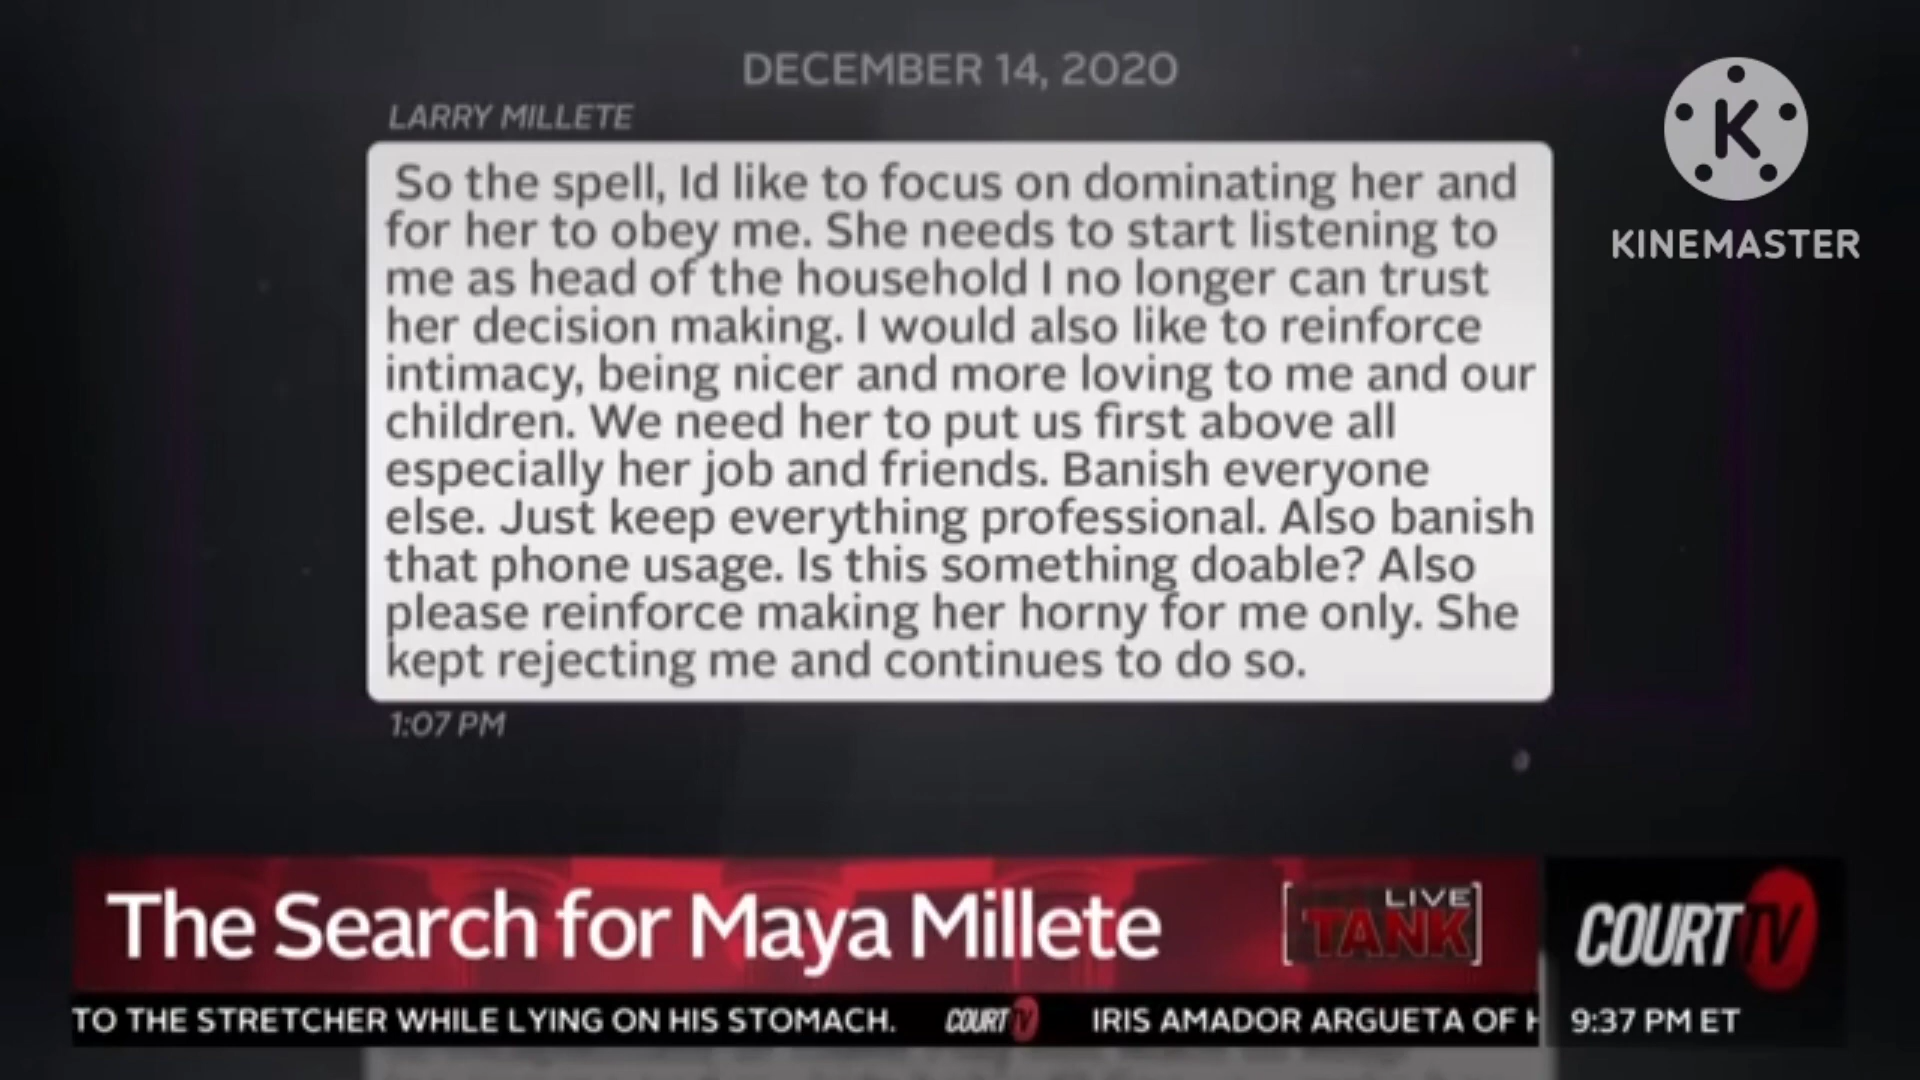 DECEMBER 14, 2020
LARRY MILLETE
So the spell, Id like to focus on dominating her and
for her to obey me. She needs to start listening to
me as head of the household I no longer can trust
her decision making. I would also like to reinforce
intimacy, being nicer and more loving to me and our
children. We need her to put us first above all
especially her job and friends. Banish everyone
else. Just keep everything professional. Also banish
that phone usage. Is this something doable? Also
please reinforce making her horny for me only. She
kept rejecting me and continues to do so.
1:07 PM
K
KINEMASTER
The Search for Maya Millete
[LIVE
TANK]
COURT TV
TO THE STRETCHER WHILE LYING ON HIS STOMACH. COURT TV IRIS AMADOR ARGUETA OF
9:37 PM ET